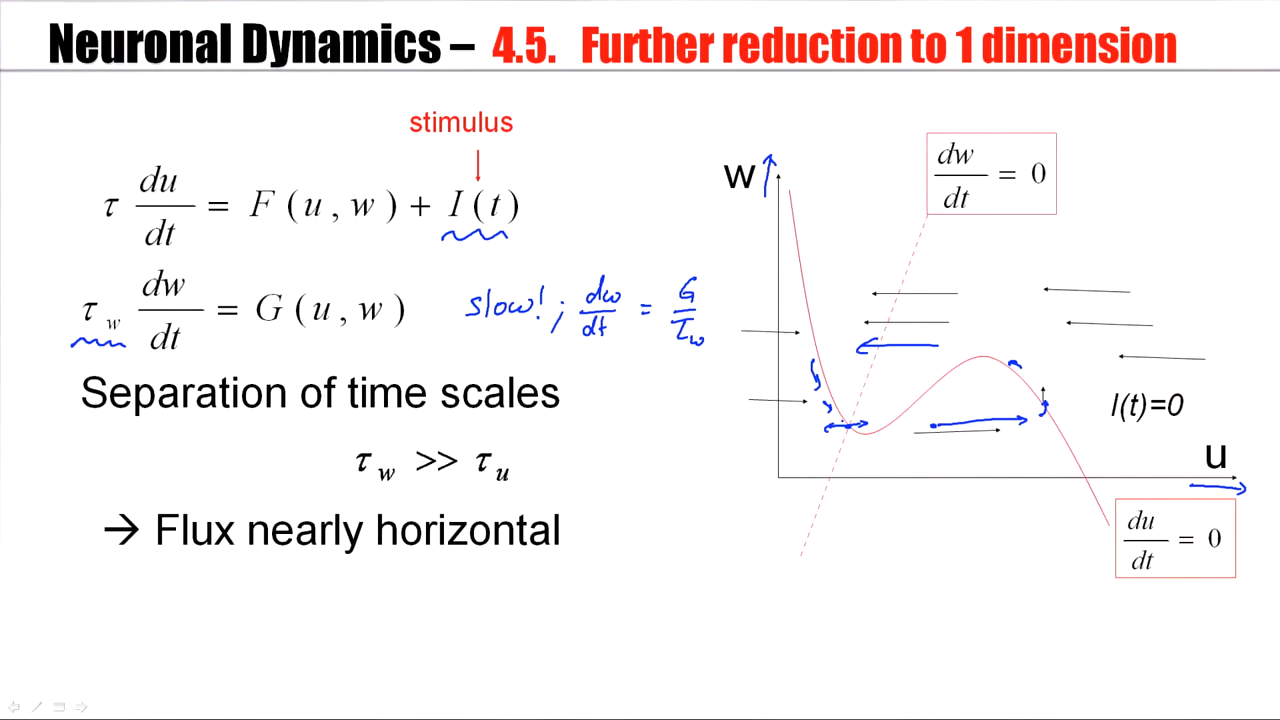 Neuronal Dynamics – 4.5. Further reduction to 1 dimension
stimulus
τ du/dt = F (u , w) + I (t)
τ_w dw/dt = G (u , w) slow! ; dw/dt = G/τ_w
Separation of time scales
τ_w >> τ_u
→ Flux nearly horizontal
w
dw/dt = 0
I(t)=0
u
du/dt = 0